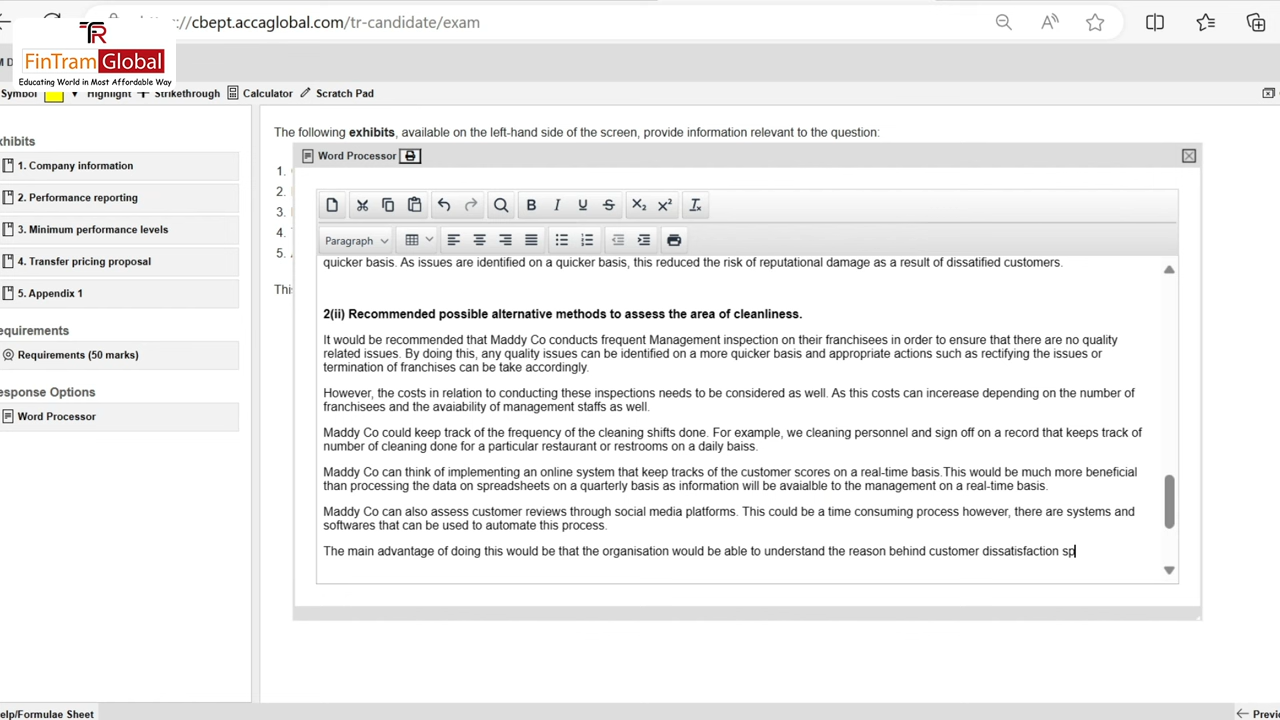 ://cbept.accaglobal.com/tr-candidate/exam
FinTram Global
Educating World in Most Affordable Way
Symbol Highlight Strikethrough Calculator Scratch Pad
The following exhibits, available on the left-hand side of the screen, provide information relevant to the question:
xhibits
1. Company information
2. Performance reporting
3. Minimum performance levels
4. Transfer pricing proposal
5. Appendix 1
equirements
Requirements (50 marks)
esponse Options
Word Processor
1.
2.
3.
4.
5.
Word Processor
Paragraph
quicker basis. As issues are identified on a quicker basis, this reduced the risk of reputational damage as a result of dissatified customers.
2(ii) Recommended possible alternative methods to assess the area of cleanliness.
It would be recommended that Maddy Co conducts frequent Management inspection on their franchisees in order to ensure that there are no quality
related issues. By doing this, any quality issues can be identified on a more quicker basis and appropriate actions such as rectifying the issues or
termination of franchises can be take accordingly.
However, the costs in relation to conducting these inspections needs to be considered as well. As this costs can incerease depending on the number of
franchisees and the avaiability of management staffs as well.
Maddy Co could keep track of the frequency of the cleaning shifts done. For example, we cleaning personnel and sign off on a record that keeps track of
number of cleaning done for a particular restaurant or restrooms on a daily baiss.
Maddy Co can think of implementing an online system that keep tracks of the customer scores on a real-time basis.This would be much more beneficial
than processing the data on spreadsheets on a quarterly basis as information will be avaialble to the management on a real-time basis.
Maddy Co can also assess customer reviews through social media platforms. This could be a time consuming process however, there are systems and
softwares that can be used to automate this process.
The main advantage of doing this would be that the organisation would be able to understand the reason behind customer dissatisfaction sp
elp/Formulae Sheet